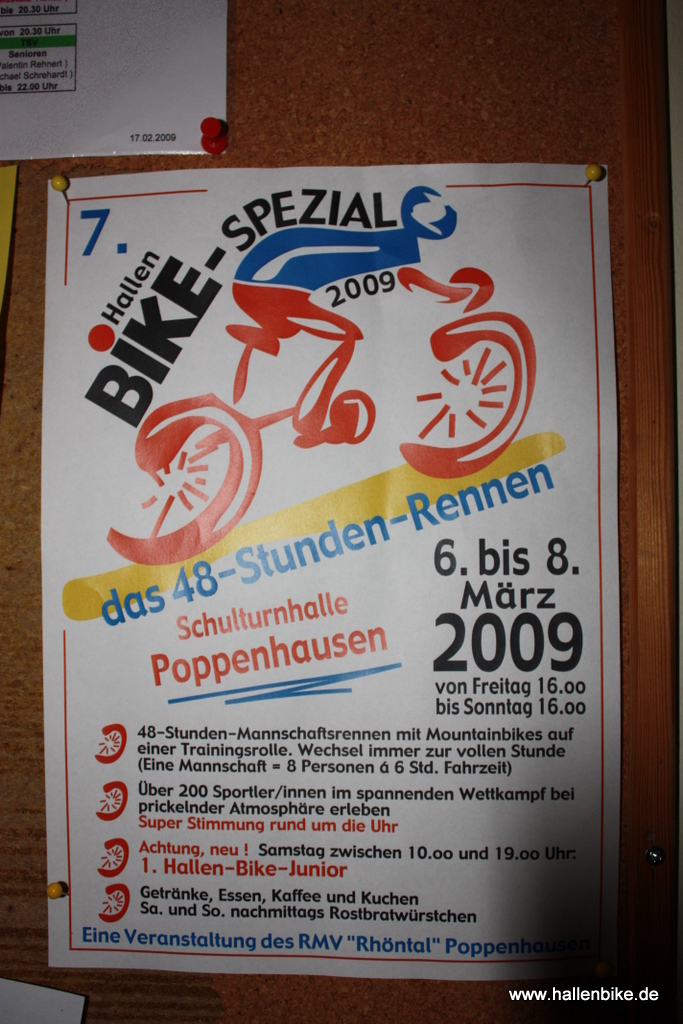 bis 20.30 Uhr
von 20.30 Uhr
TSV
Senioren
Valentin Rehnert )
chael Schrehardt )
bis 22.00 Uhr
17.02.2009
7.
Hallen
BIKE-SPEZIAL
2009
das 48-Stunden-Rennen
Schulturnhalle
Poppenhausen
6. bis 8.
März
2009
von Freitag 16.oo
bis Sonntag 16.oo
48-Stunden-Mannschaftsrennen mit Mountainbikes auf
einer Trainingsrolle. Wechsel immer zur vollen Stunde
(Eine Mannschaft = 8 Personen á 6 Std. Fahrzeit)
Über 200 Sportler/innen im spannenden Wettkampf bei
prickelnder Atmosphäre erleben
Super Stimmung rund um die Uhr
Achtung, neu ! Samstag zwischen 10.oo und 19.oo Uhr:
1. Hallen-Bike-Junior
Getränke, Essen, Kaffee und Kuchen
Sa. und So. nachmittags Rostbratwürstchen
Eine Veranstaltung des RMV "Rhöntal" Poppenhausen
www.hallenbike.de